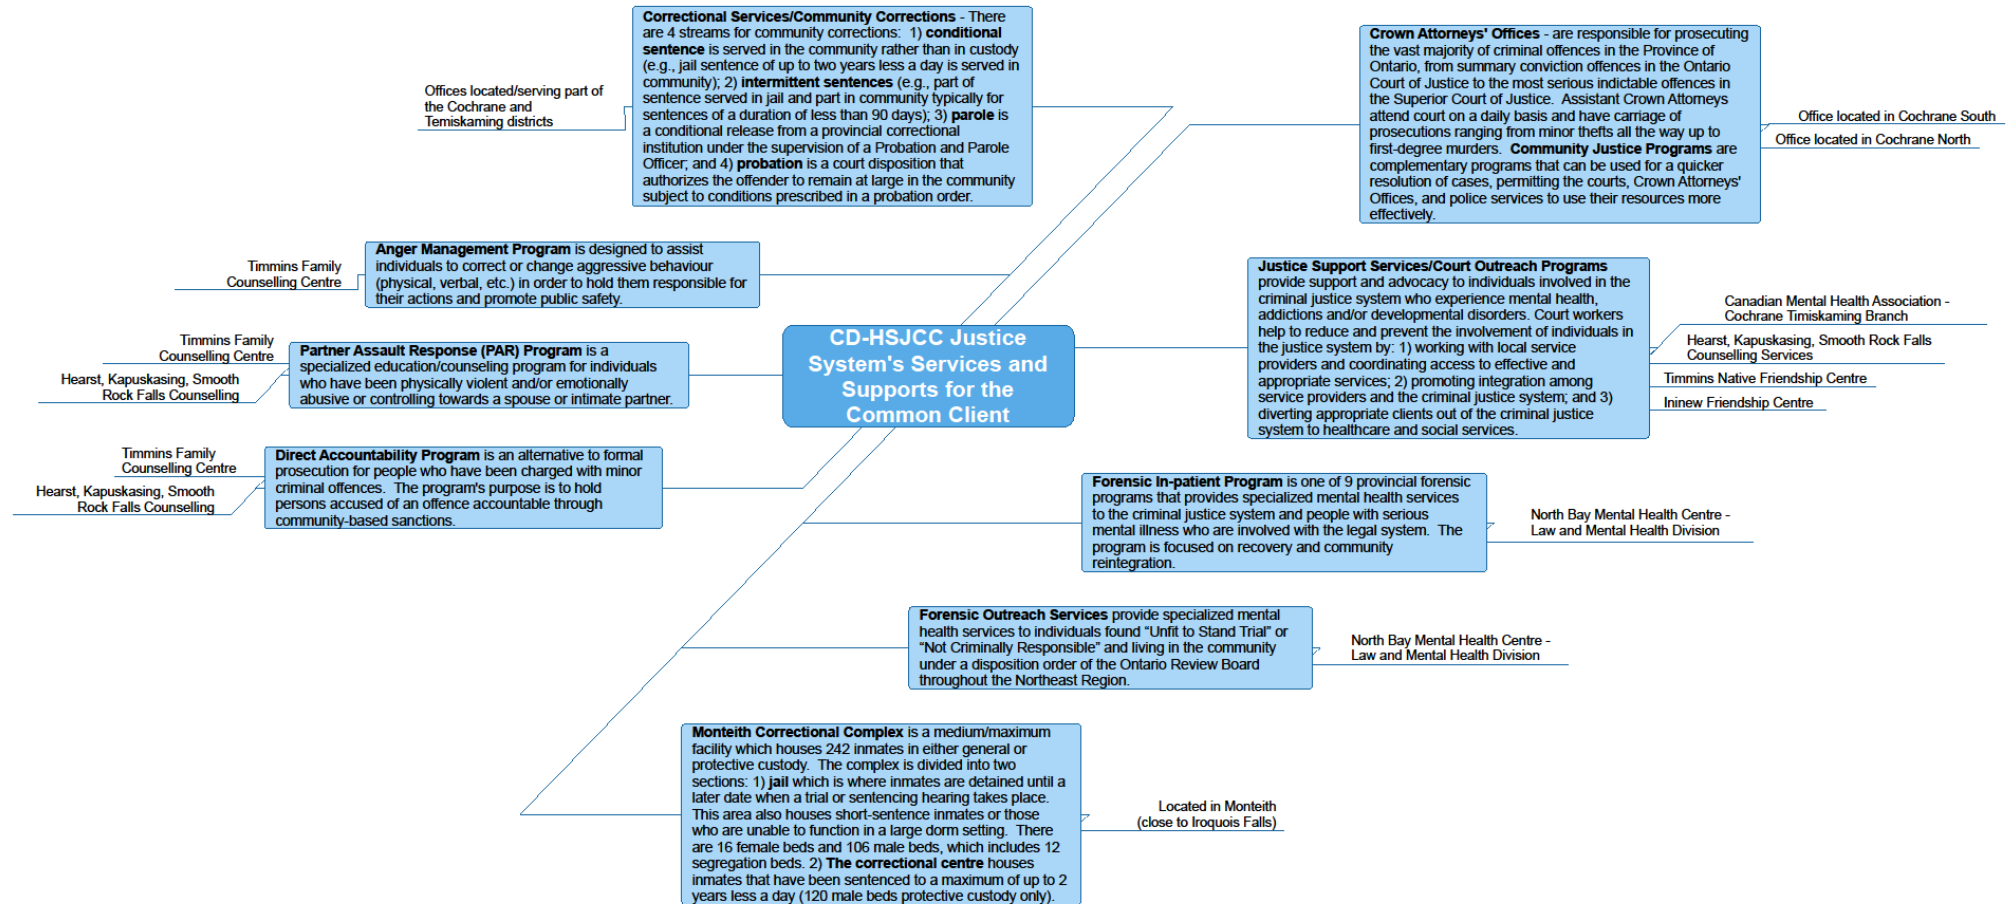 Correctional Services/Community Corrections - There
are 4 streams for community corrections:  1) conditional
sentence is served in the community rather than in custody
(e.g., jail sentence of up to two years less a day is served in
community); 2) intermittent sentences (e.g., part of
sentence served in jail and part in community typically for
sentences of a duration of less than 90 days); 3) parole is
a conditional release from a provincial correctional
institution under the supervision of a Probation and Parole
Officer; and 4) probation is a court disposition that
authorizes the offender to remain at large in the community
subject to conditions prescribed in a probation order.
Offices located/serving part of
the Cochrane and
Temiskaming districts
Anger Management Program is designed to assist
individuals to correct or change aggressive behaviour
(physical, verbal, etc.) in order to hold them responsible for
their actions and promote public safety.
Timmins Family
Counselling Centre
Partner Assault Response (PAR) Program is a
specialized education/counseling program for individuals
who have been physically violent and/or emotionally
abusive or controlling towards a spouse or intimate partner.
Timmins Family
Counselling Centre
Hearst, Kapuskasing, Smooth
Rock Falls Counselling
Direct Accountability Program is an alternative to formal
prosecution for people who have been charged with minor
criminal offences.  The program's purpose is to hold
persons accused of an offence accountable through
community-based sanctions.
Timmins Family
Counselling Centre
Hearst, Kapuskasing, Smooth
Rock Falls Counselling
CD-HSJCC Justice
System's Services and
Supports for the
Common Client
Crown Attorneys' Offices - are responsible for prosecuting
the vast majority of criminal offences in the Province of
Ontario, from summary conviction offences in the Ontario
Court of Justice to the most serious indictable offences in
the Superior Court of Justice.  Assistant Crown Attorneys
attend court on a daily basis and have carriage of
prosecutions ranging from minor thefts all the way up to
first-degree murders.  Community Justice Programs are
complementary programs that can be used for a quicker
resolution of cases, permitting the courts, Crown Attorneys'
Offices, and police services to use their resources more
effectively.
Office located in Cochrane South
Office located in Cochrane North
Justice Support Services/Court Outreach Programs
provide support and advocacy to individuals involved in the
criminal justice system who experience mental health,
addictions and/or developmental disorders. Court workers
help to reduce and prevent the involvement of individuals in
the justice system by: 1) working with local service
providers and coordinating access to effective and
appropriate services; 2) promoting integration among
service providers and the criminal justice system; and 3)
diverting appropriate clients out of the criminal justice
system to healthcare and social services.
Canadian Mental Health Association -
Cochrane Timiskaming Branch
Hearst, Kapuskasing, Smooth Rock Falls
Counselling Services
Timmins Native Friendship Centre
Ininew Friendship Centre
Forensic In-patient Program is one of 9 provincial forensic
programs that provides specialized mental health services
to the criminal justice system and people with serious
mental illness who are involved with the legal system.  The
program is focused on recovery and community
reintegration.
North Bay Mental Health Centre -
Law and Mental Health Division
Forensic Outreach Services provide specialized mental
health services to individuals found “Unfit to Stand Trial” or
“Not Criminally Responsible” and living in the community
under a disposition order of the Ontario Review Board
throughout the Northeast Region.
North Bay Mental Health Centre -
Law and Mental Health Division
Monteith Correctional Complex is a medium/maximum
facility which houses 242 inmates in either general or
protective custody.  The complex is divided into two
sections: 1) jail which is where inmates are detained until a
later date when a trial or sentencing hearing takes place.
This area also houses short-sentence inmates or those
who are unable to function in a large dorm setting.  There
are 16 female beds and 106 male beds, which includes 12
segregation beds. 2) The correctional centre houses
inmates that have been sentenced to a maximum of up to 2
years less a day (120 male beds protective custody only).
Located in Monteith
(close to Iroquois Falls)